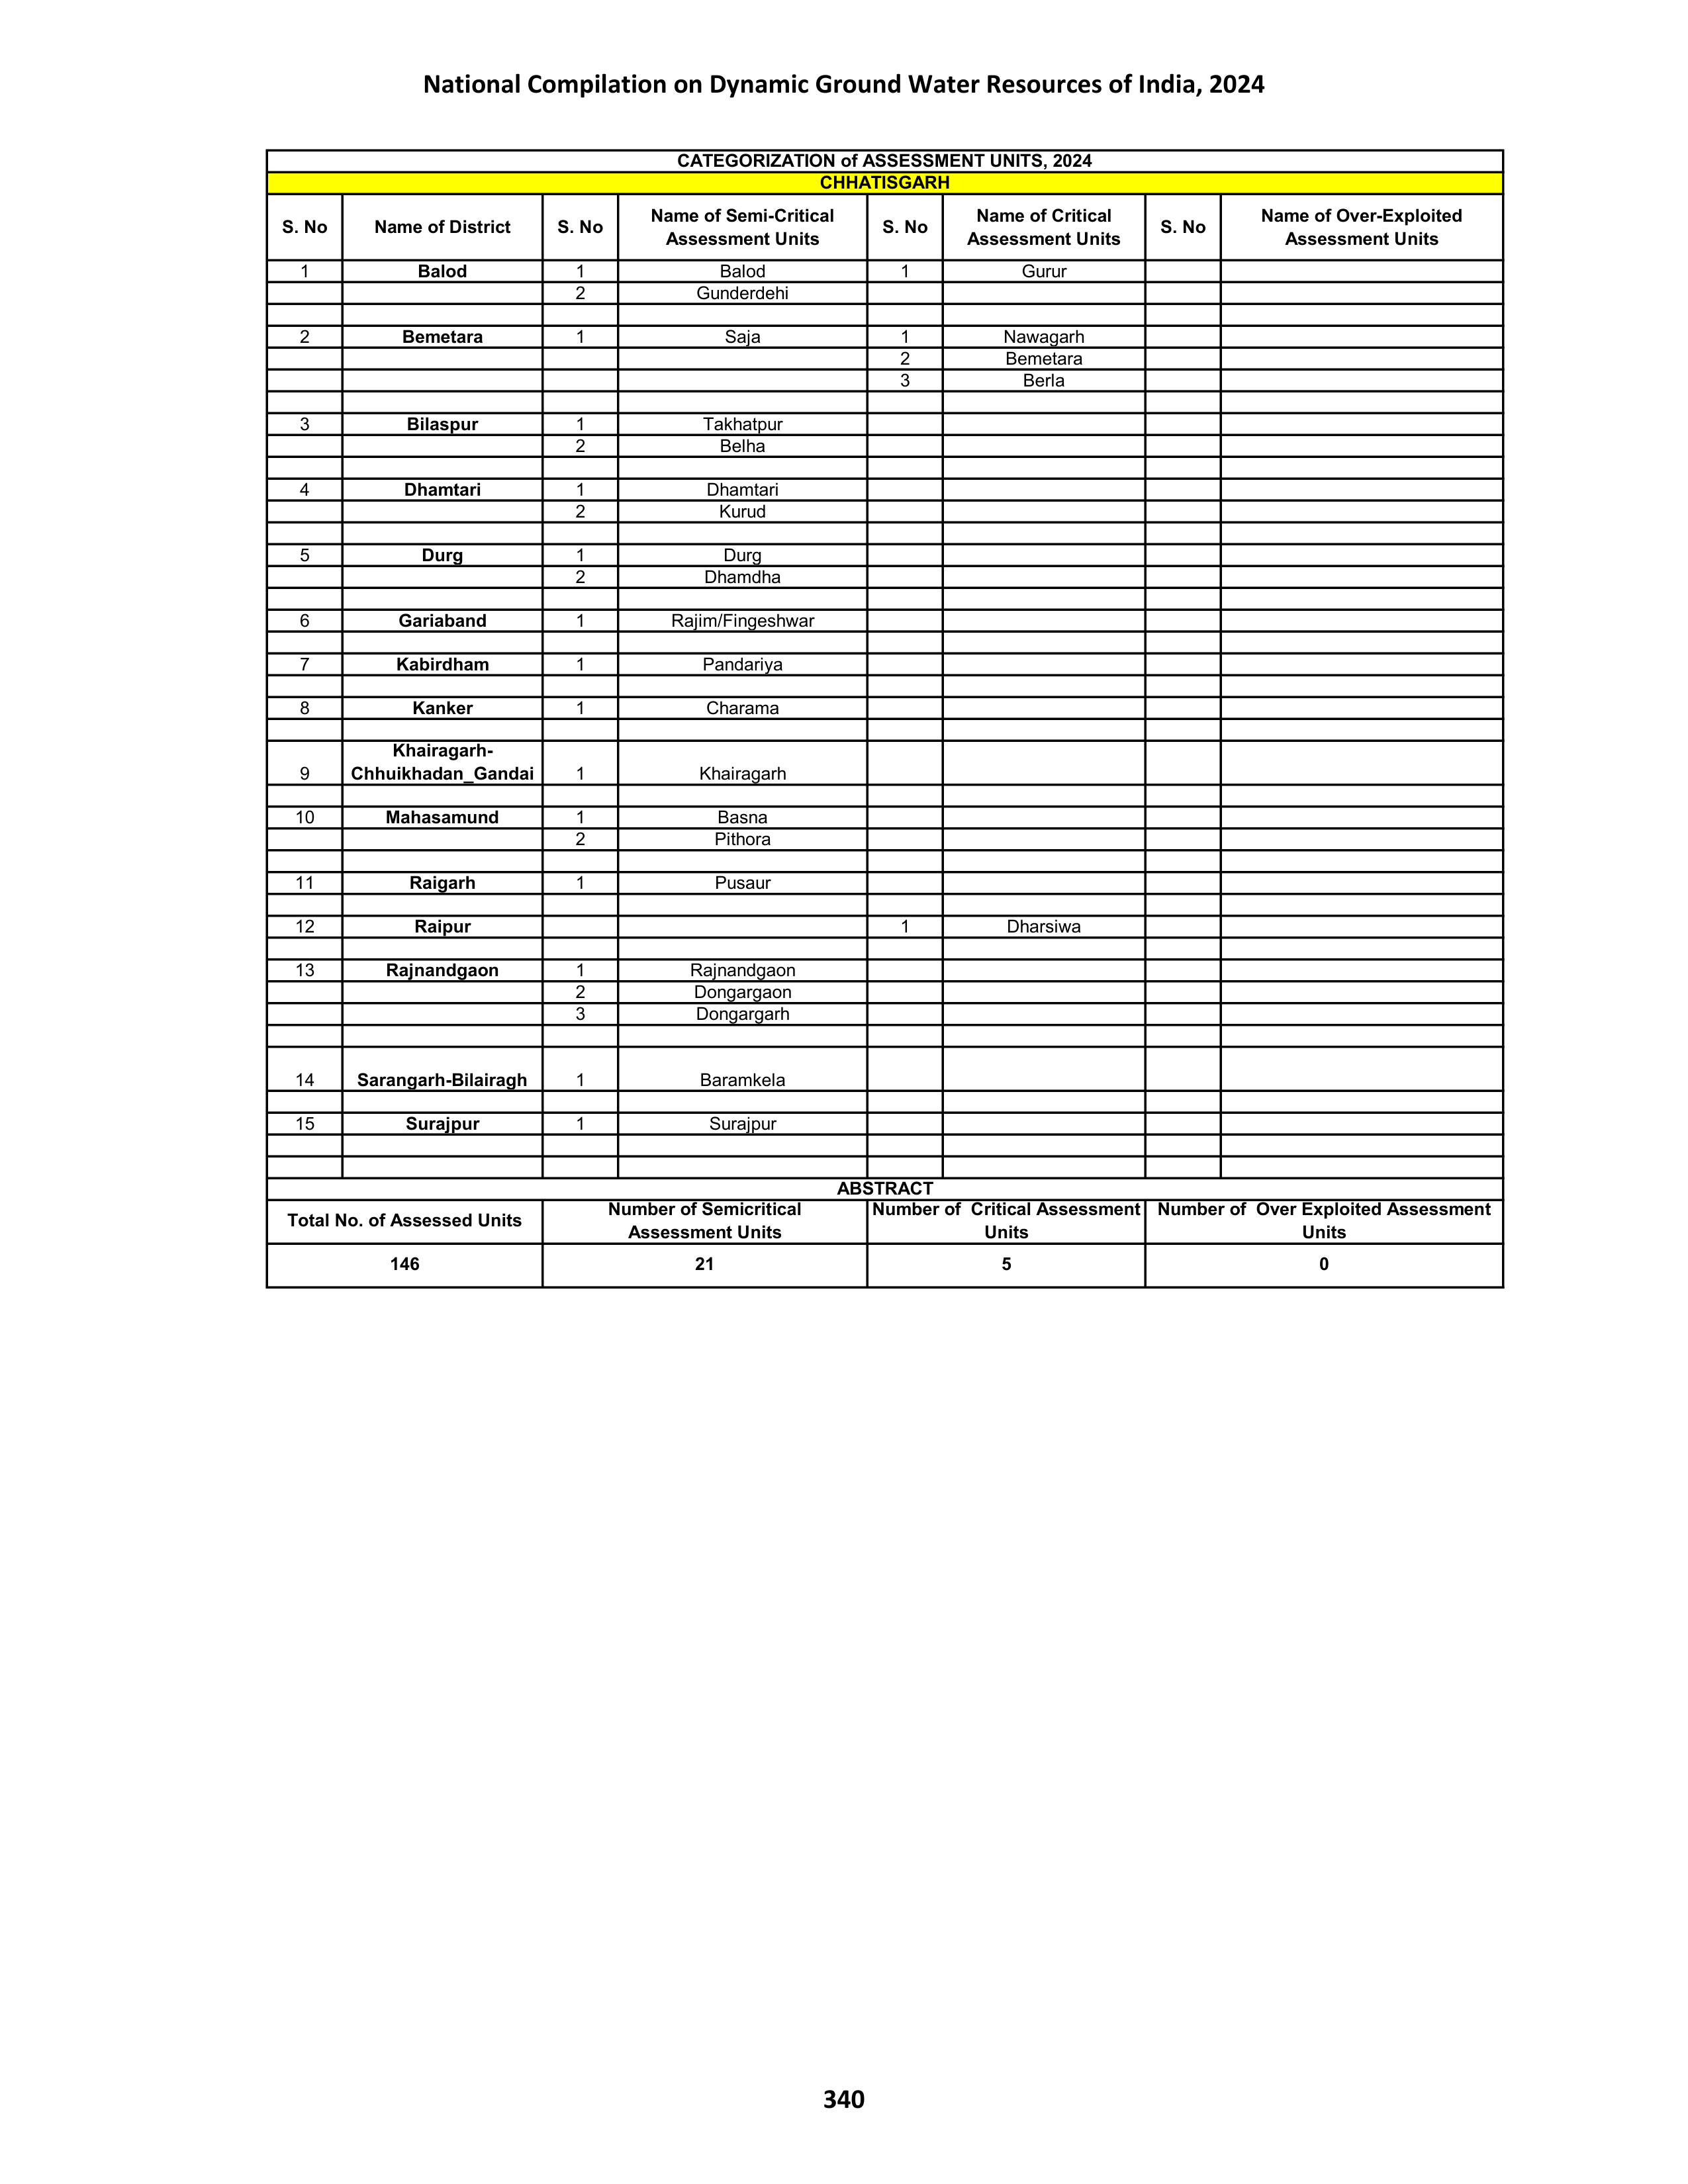 National Compilation on Dynamic Ground Water Resources of India, 2024
CATEGORIZATION of ASSESSMENT UNITS, 2024
CHHATISGARH
S. No Name of District S. No Name of Semi-Critical Assessment Units S. No Name of Critical Assessment Units S. No Name of Over-Exploited Assessment Units
1 Balod 1 Balod 1 Gurur
2 Gunderdehi
2 Bemetara 1 Saja 1 Nawagarh
2 Bemetara
3 Berla
3 Bilaspur 1 Takhatpur
2 Belha
4 Dhamtari 1 Dhamtari
2 Kurud
5 Durg 1 Durg
2 Dhamdha
6 Gariaband 1 Rajim/Fingeshwar
7 Kabirdham 1 Pandariya
8 Kanker 1 Charama
Khairagarh-
9 Chhuikhadan_Gandai 1 Khairagarh
10 Mahasamund 1 Basna
2 Pithora
11 Raigarh 1 Pusaur
12 Raipur 1 Dharsiwa
13 Rajnandgaon 1 Rajnandgaon
2 Dongargaon
3 Dongargarh
14 Sarangarh-Bilairagh 1 Baramkela
15 Surajpur 1 Surajpur
ABSTRACT
Total No. of Assessed Units Number of Semicritical Assessment Units Number of Critical Assessment Units Number of Over Exploited Assessment Units
146 21 5 0
340